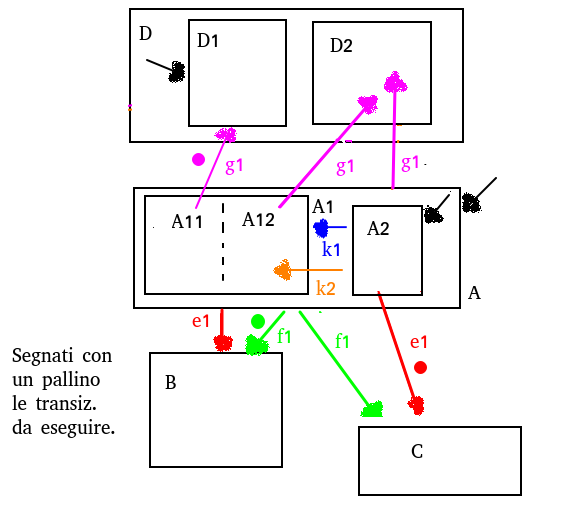 D
D1
D2
g1
g1
g1
A11
A12
A1
A2
k1
k2
A
e1
f1
f1
e1
Segnati con
un pallino
le transiz.
da eseguire.
B
C